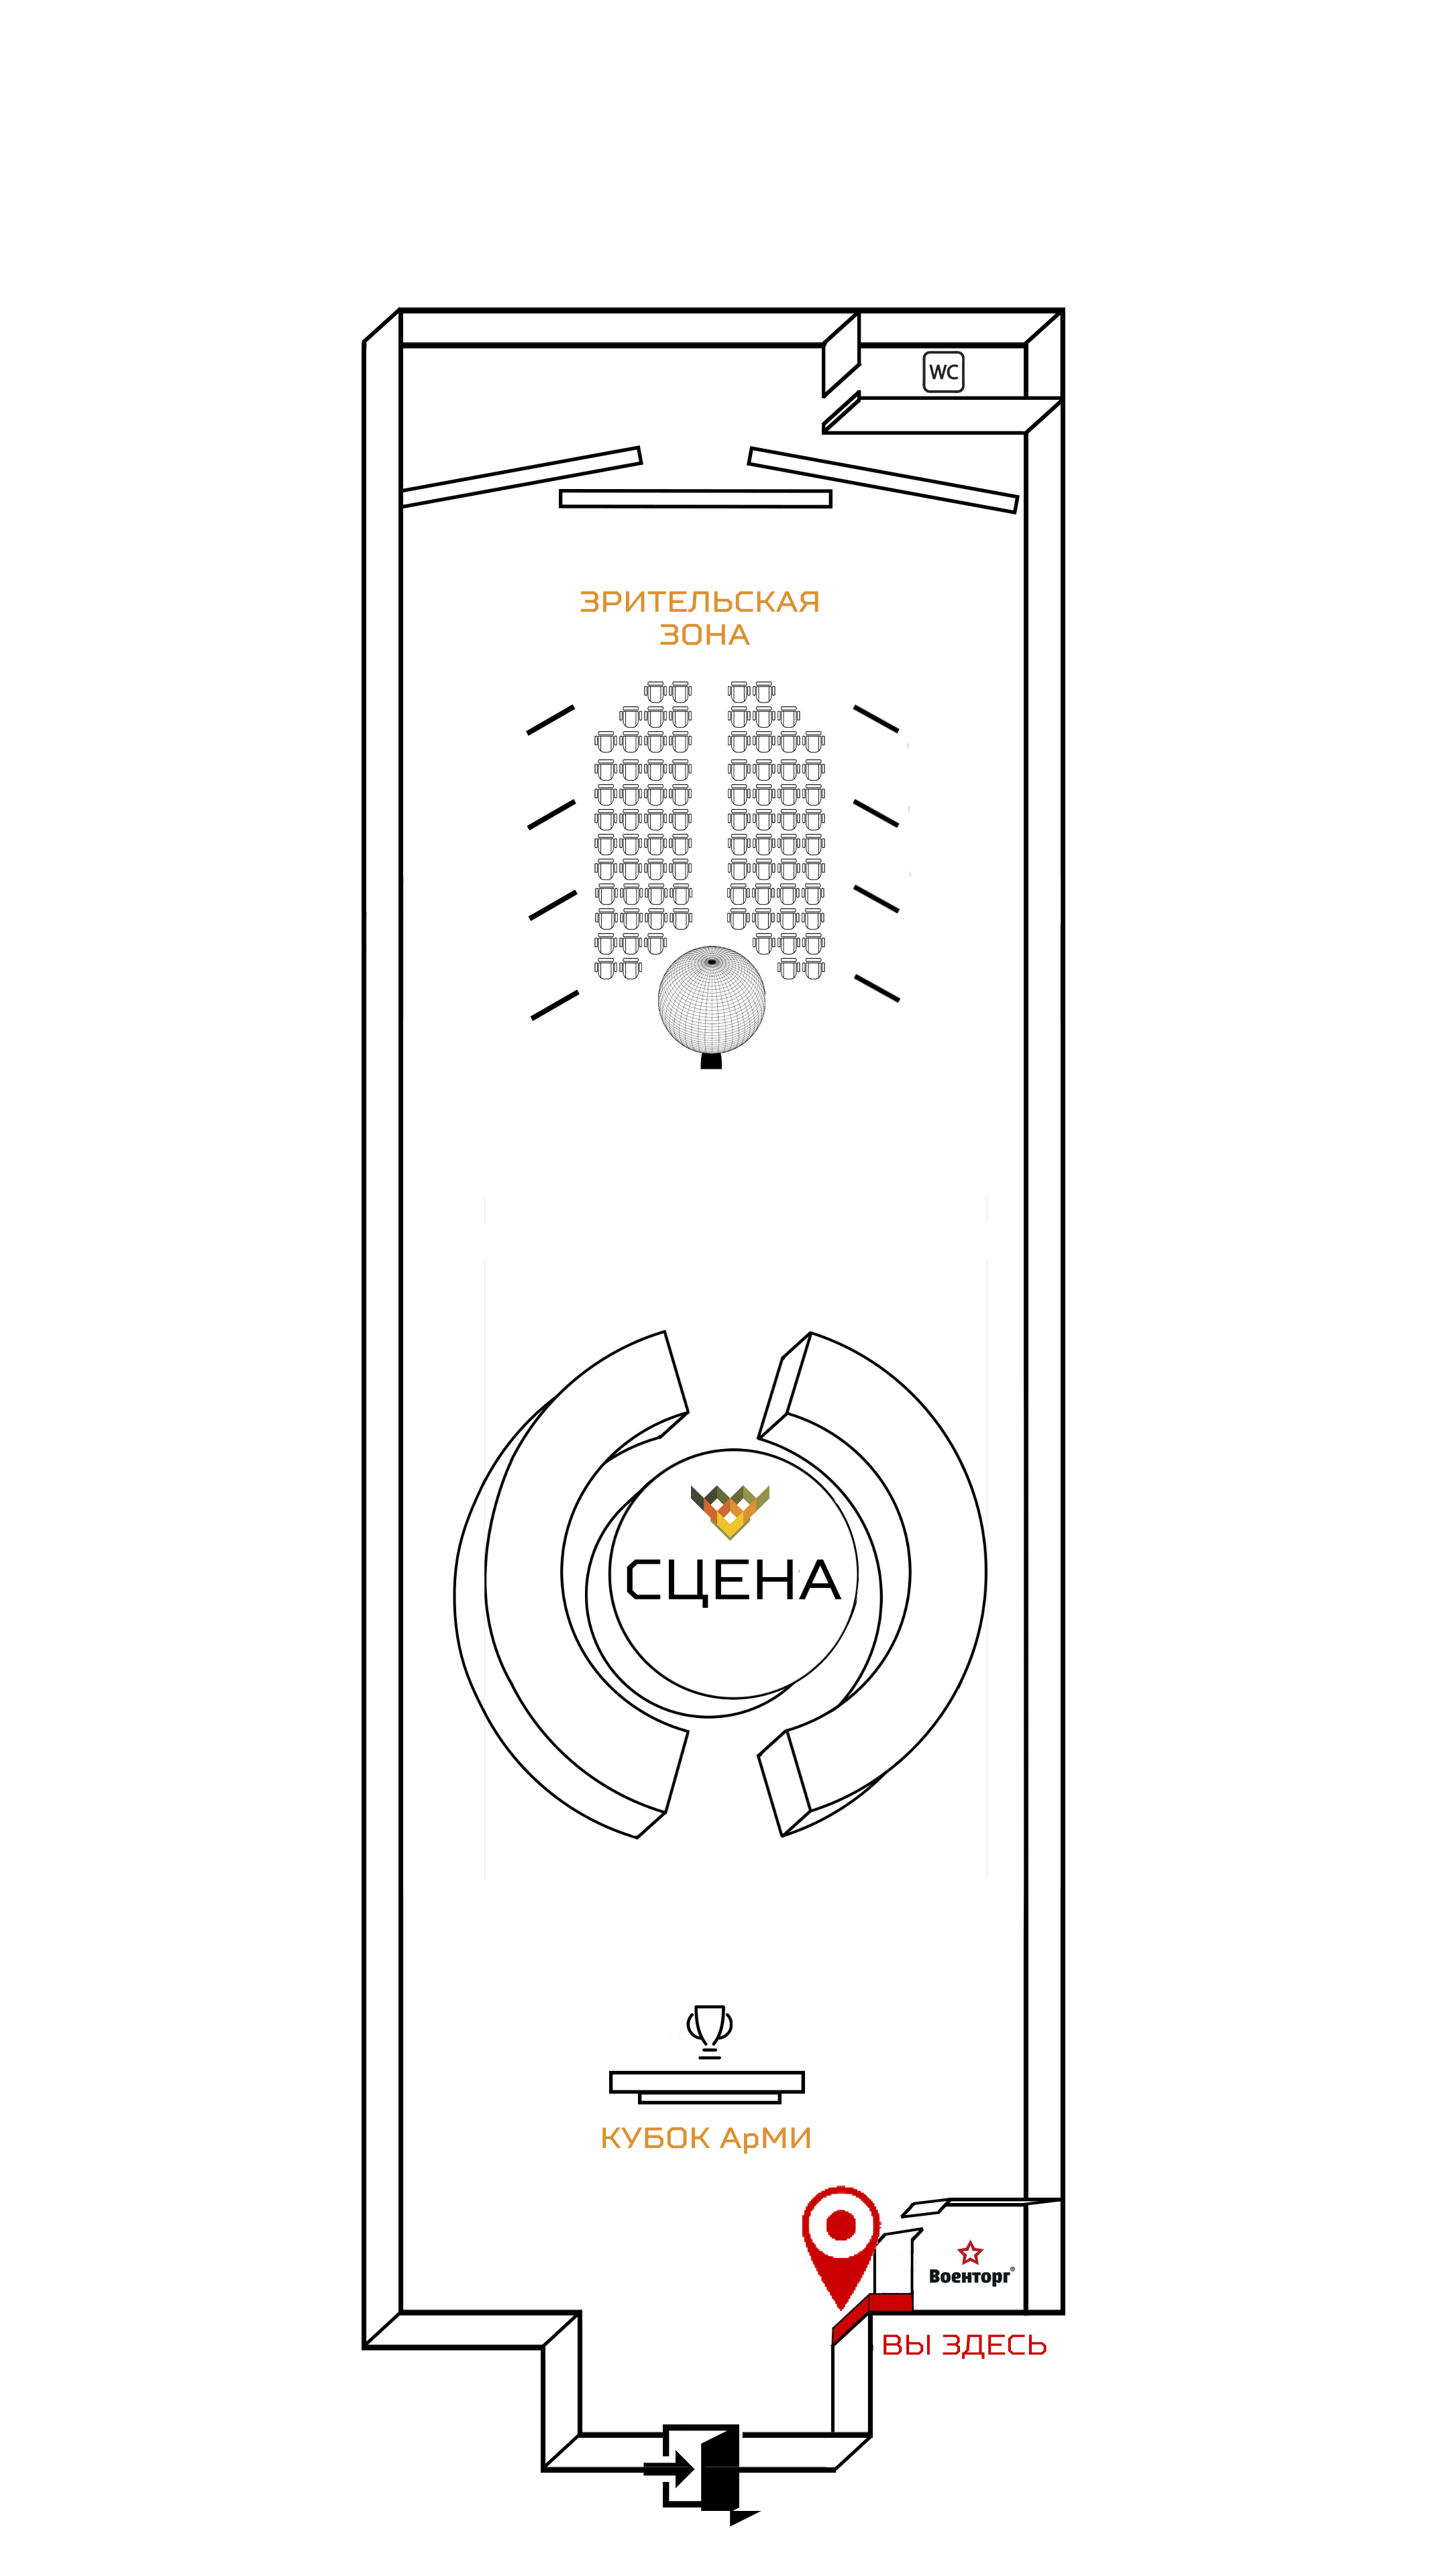 WC
ЗРИТЕЛЬСКАЯ
ЗОНА
СЦЕНА
КУБОК АрМИ
Военторг®
ВЫ ЗДЕСЬ